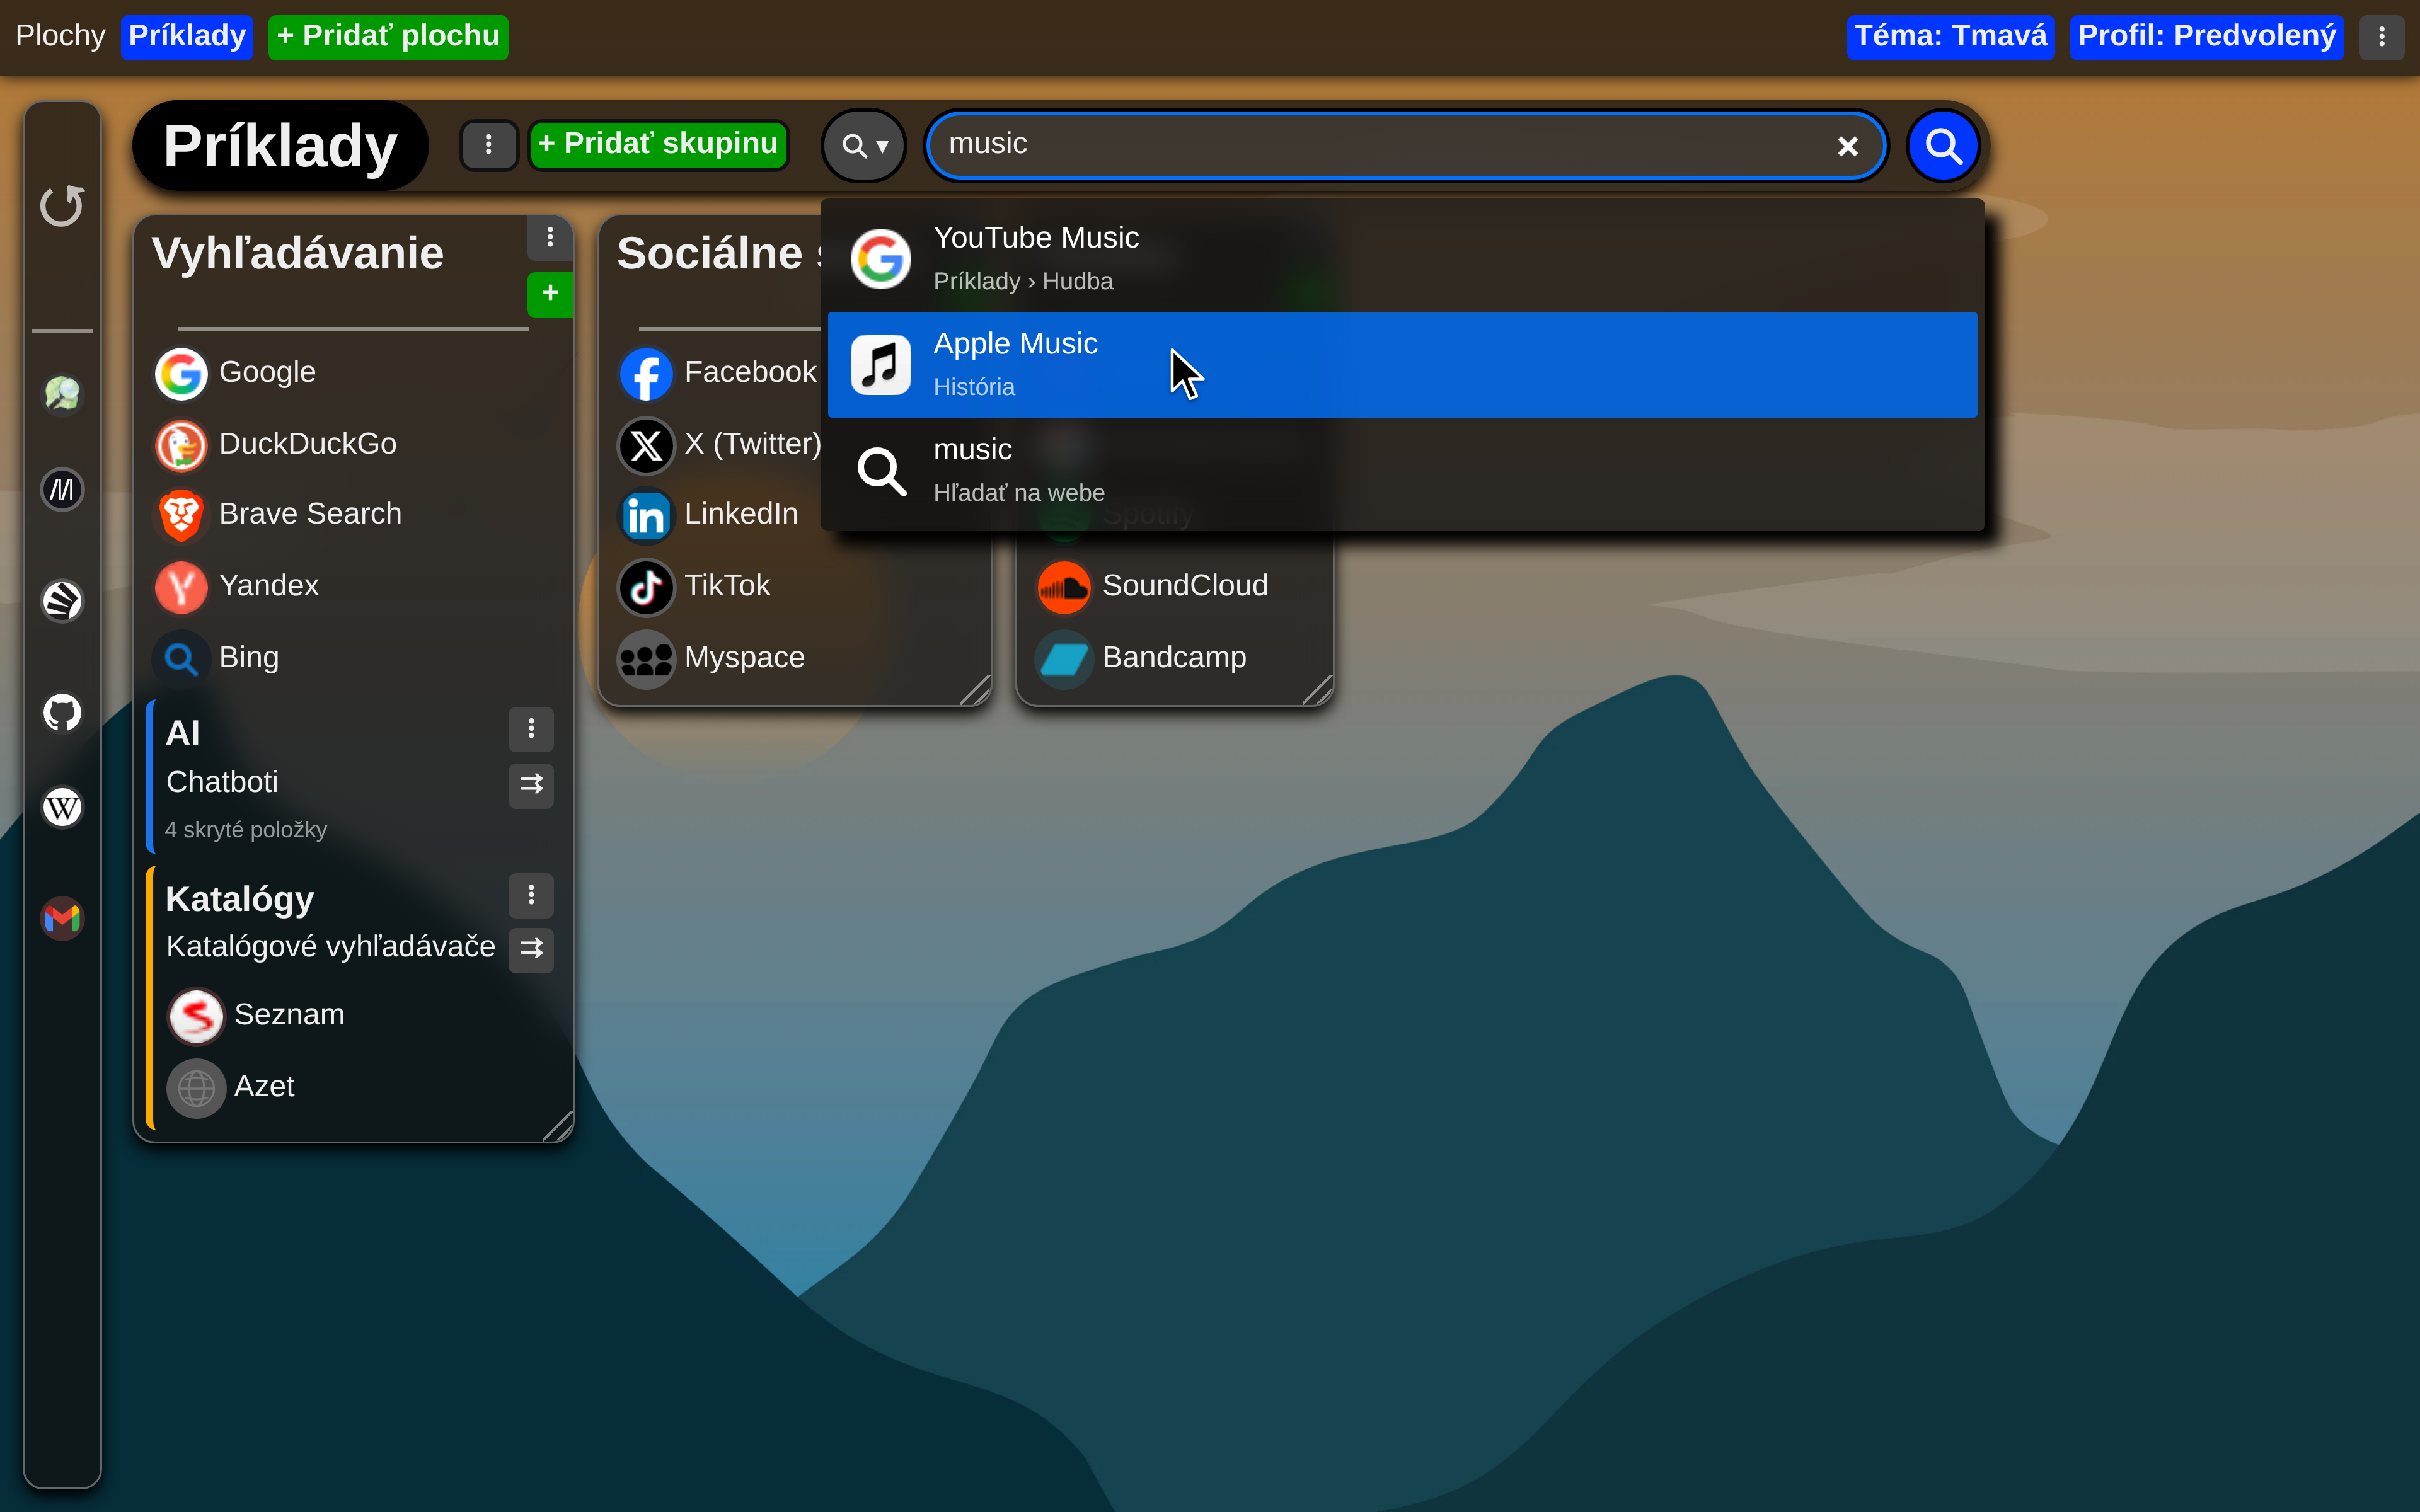 Plochy Príklady + Pridať plochu Téma: Tmavá Profil: Predvolený
Príklady + Pridať skupinu music
Vyhľadávanie
+
Google
DuckDuckGo
Brave Search
Yandex
Bing
AI
Chatboti
4 skryté položky
Katalógy
Katalógové vyhľadávače
Seznam
Azet
Sociálne
Facebook
X (Twitter)
LinkedIn
TikTok
Myspace
YouTube Music
Príklady › Hudba
Apple Music
História
music
Hľadať na webe
Spotify
SoundCloud
Bandcamp